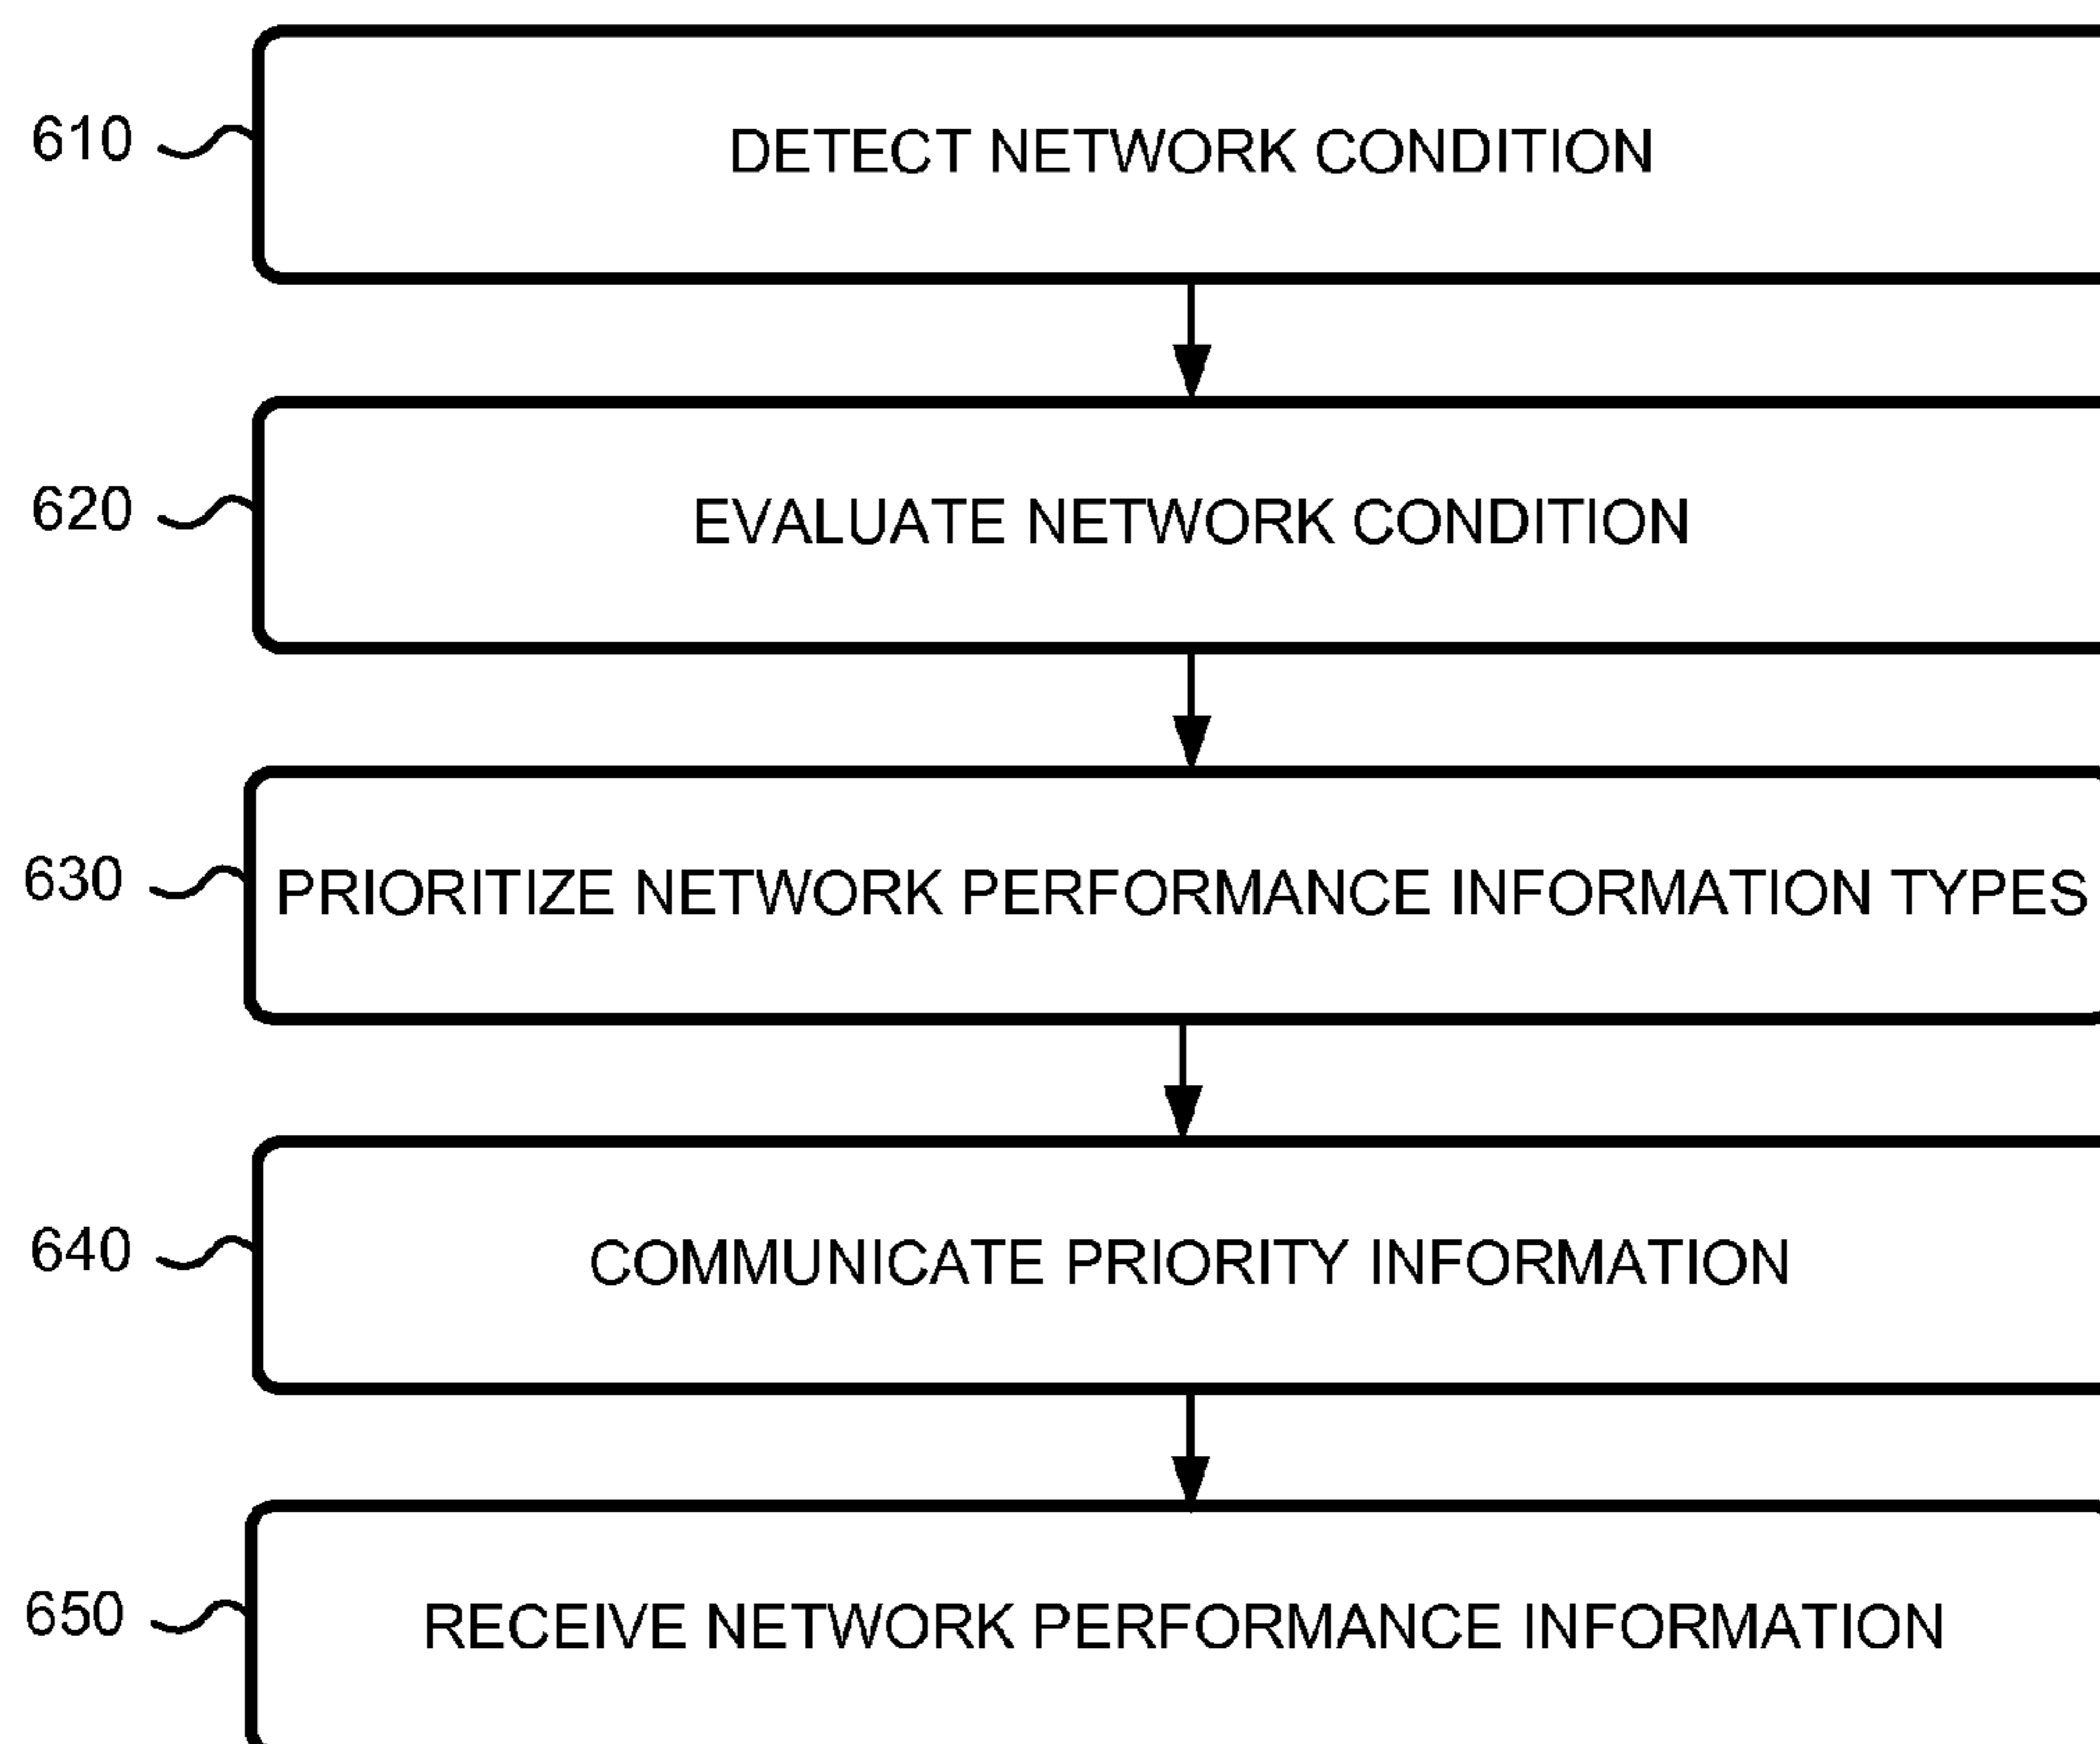 610 DETECT NETWORK CONDITION
620 EVALUATE NETWORK CONDITION
630 PRIORITIZE NETWORK PERFORMANCE INFORMATION TYPES
640 COMMUNICATE PRIORITY INFORMATION
650 RECEIVE NETWORK PERFORMANCE INFORMATION